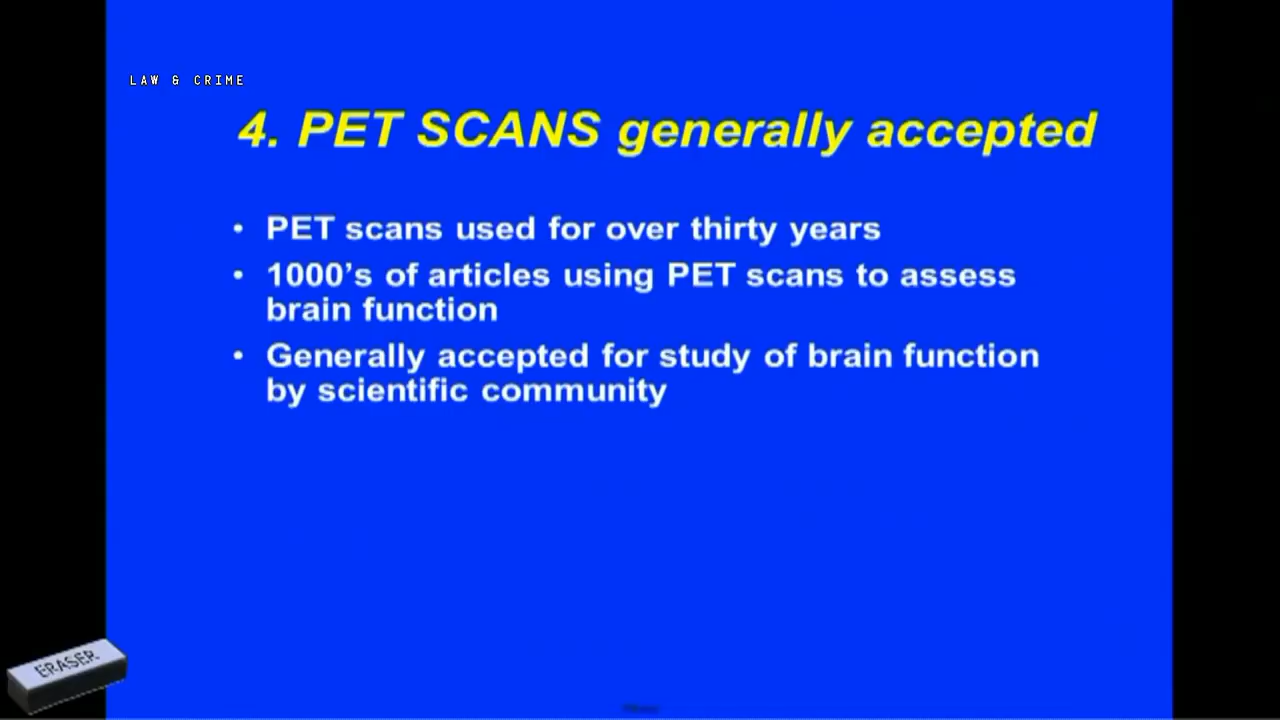 LAW & CRIME
4. PET SCANS generally accepted
• PET scans used for over thirty years
• 1000's of articles using PET scans to assess
brain function
• Generally accepted for study of brain function
by scientific community
ERASER